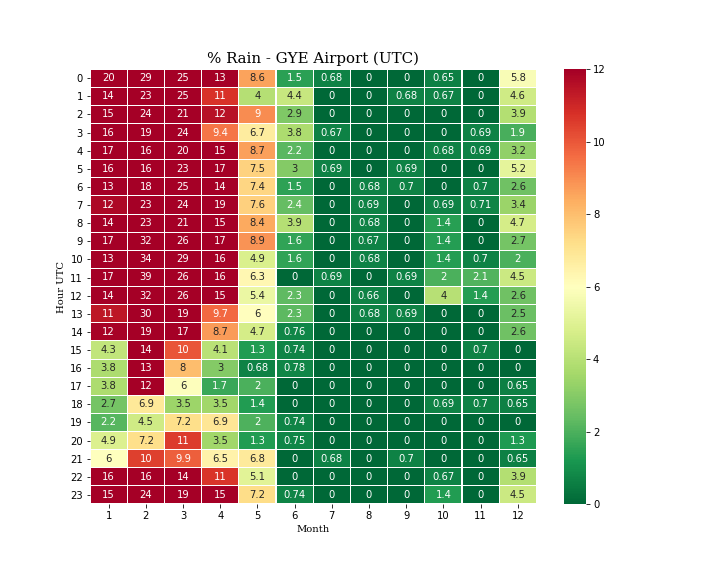 % Rain - GYE Airport (UTC)
0 20 29 25 13 8.6 1.5 0.68 0 0 0.65 0 5.8
1 14 23 25 11 4 4.4 0 0 0.68 0.67 0 4.6
2 15 24 21 12 9 2.9 0 0 0 0 0 3.9
3 16 19 24 9.4 6.7 3.8 0.67 0 0 0 0.69 1.9
4 17 16 20 15 8.7 2.2 0 0 0 0.68 0.69 3.2
5 16 16 23 17 7.5 3 0.69 0 0.69 0 0 5.2
6 13 18 25 14 7.4 1.5 0 0.68 0.7 0 0.7 2.6
7 12 23 24 19 7.6 2.4 0 0.69 0 0.69 0.71 3.4
8 14 23 21 15 8.4 3.9 0 0.68 0 1.4 0 4.7
9 17 32 26 17 8.9 1.6 0 0.67 0 1.4 0 2.7
10 13 34 29 16 4.9 1.6 0 0.68 0 1.4 0.7 2
11 17 39 26 16 6.3 0 0.69 0 0.69 2 2.1 4.5
12 14 32 26 15 5.4 2.3 0 0.66 0 4 1.4 2.6
13 11 30 19 9.7 6 2.3 0 0.68 0.69 0 0 2.5
14 12 19 17 8.7 4.7 0.76 0 0 0 0 0 2.6
15 4.3 14 10 4.1 1.3 0.74 0 0 0 0 0.7 0
16 3.8 13 8 3 0.68 0.78 0 0 0 0 0 0
17 3.8 12 6 1.7 2 0 0 0 0 0 0 0.65
18 2.7 6.9 3.5 3.5 1.4 0 0 0 0 0.69 0.7 0.65
19 2.2 4.5 7.2 6.9 2 0.74 0 0 0 0 0 0
20 4.9 7.2 11 3.5 1.3 0.75 0 0 0 0 0 1.3
21 6 10 9.9 6.5 6.8 0 0.68 0 0.7 0 0 0.65
22 16 16 14 11 5.1 0 0 0 0 0.67 0 3.9
23 15 24 19 15 7.2 0.74 0 0 0 1.4 0 4.5
1 2 3 4 5 6 7 8 9 10 11 12
Month
Hour UTC
12
10
8
6
4
2
0